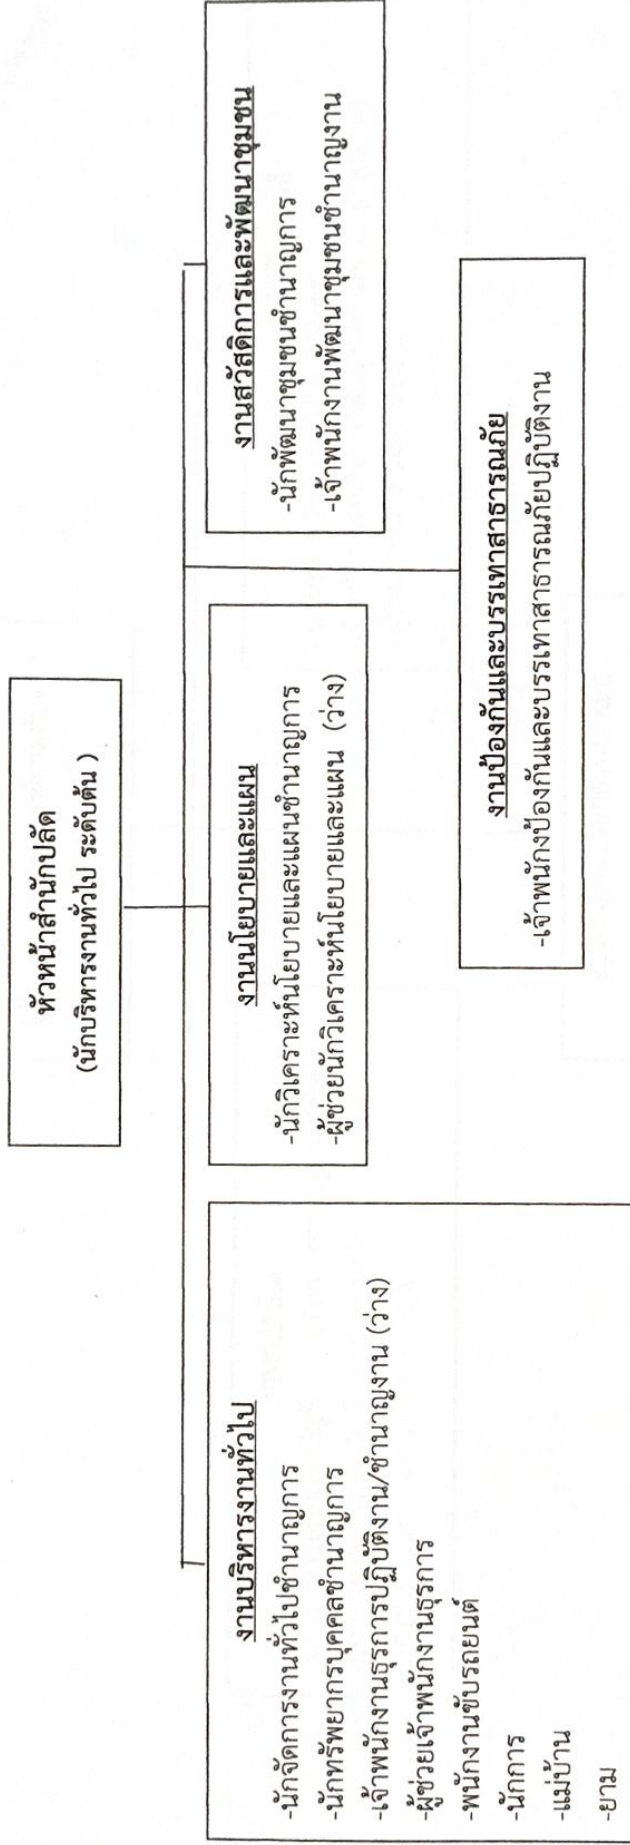 หัวหน้าสำนักปลัด
(นักบริหารงานทั่วไป ระดับต้น )
งานบริหารงานทั่วไป
-นักจัดการงานทั่วไปชำนาญการ
-นักทรัพยากรบุคคลชำนาญการ
-เจ้าพนักงานธุรการปฏิบัติงาน/ชำนาญงาน (ว่าง)
-ผู้ช่วยเจ้าพนักงานธุรการ
-พนักงานขับรถยนต์
-นักการ
-แม่บ้าน
-ยาม
งานนโยบายและแผน
-นักวิเคราะห์นโยบายและแผนชำนาญการ
-ผู้ช่วยนักวิเคราะห์นโยบายและแผน (ว่าง)
งานสวัสดิการและพัฒนาชุมชน
-นักพัฒนาชุมชนชำนาญการ
-เจ้าพนักงานพัฒนาชุมชนชำนาญงาน
งานป้องกันและบรรเทาสาธารณภัย
-เจ้าพนักงป้องกันและบรรเทาสาธารณภัยปฏิบัติงาน